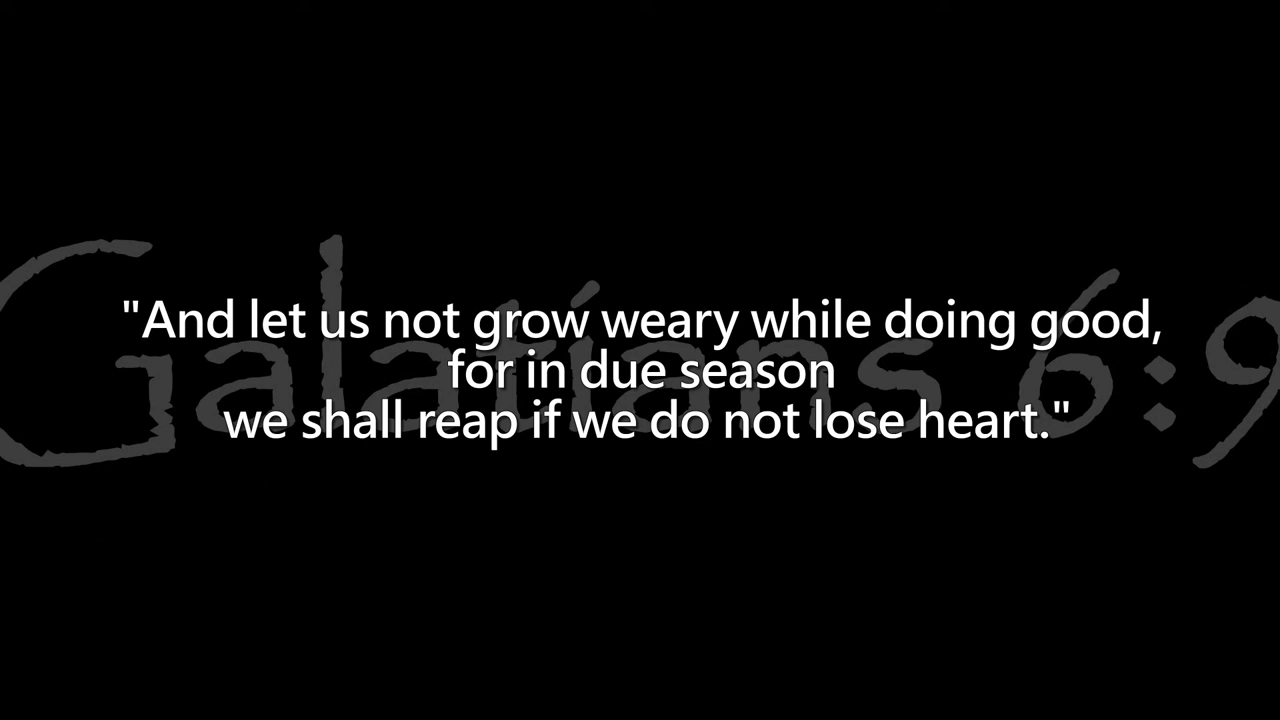 Galatians 6:9
"And let us not grow weary while doing good,
for in due season
we shall reap if we do not lose heart."